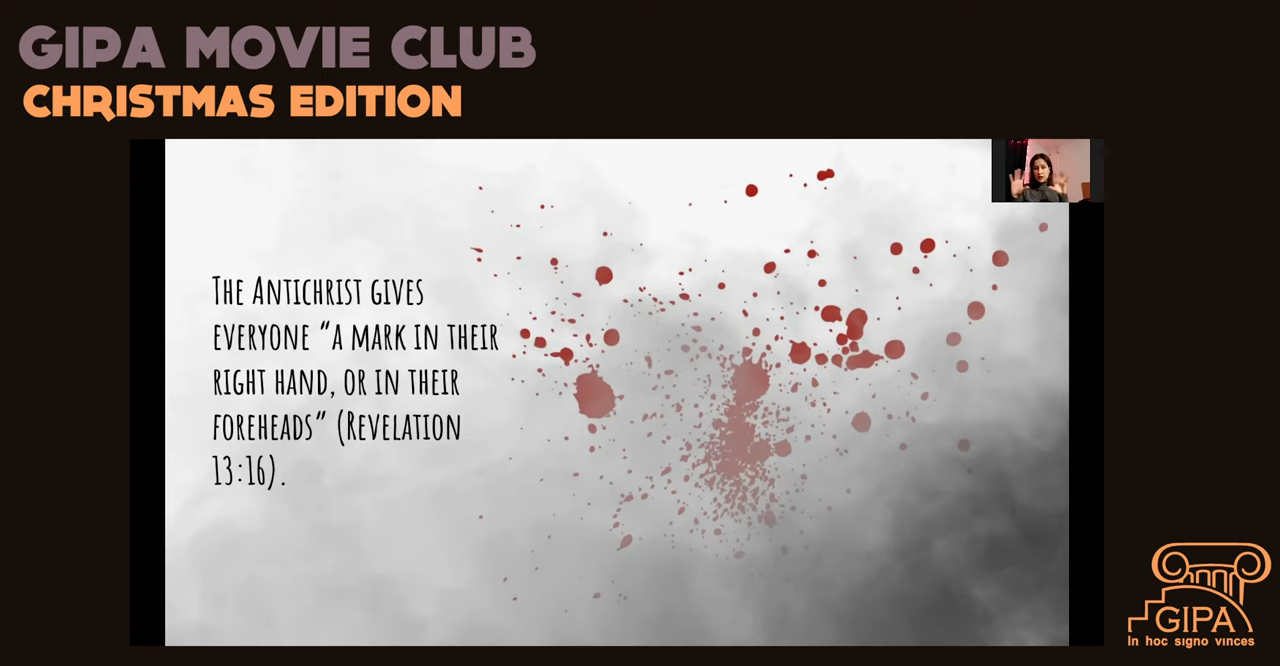 GIPA MOVIE CLUB
CHRISTMAS EDITION
The Antichrist gives
everyone “a mark in their
right hand, or in their
foreheads” (Revelation
13:16).
GIPA
In hoc signo vinces